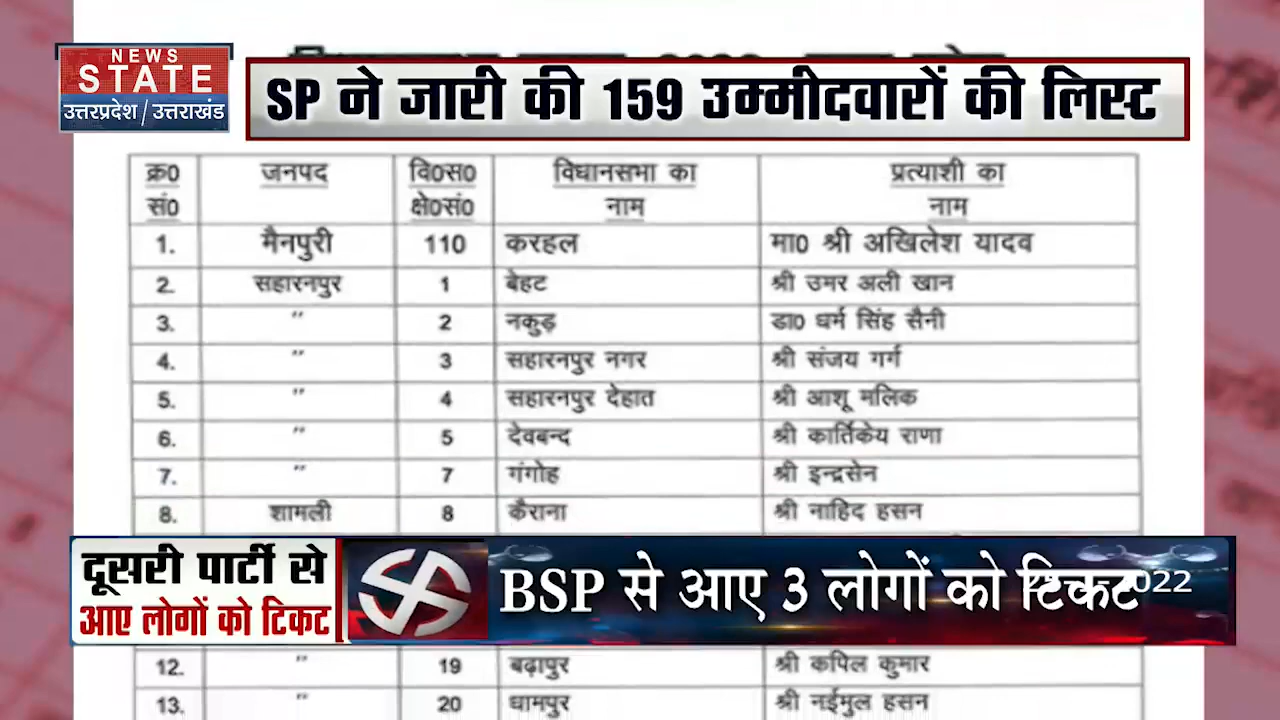 NEWS
STATE
उत्तरप्रदेश/उत्तराखंड
SP ने जारी की 159 उम्मीदवारों की लिस्ट
क्र0 सं0 जनपद वि0स0 क्षे0सं0 विधानसभा का नाम प्रत्याशी का नाम
1. मैनपुरी 110 करहल मा0 श्री अखिलेश यादव
2. सहारनपुर 1 बेहट श्री उमर अली खान
3. " 2 नकुड़ डा0 धर्म सिंह सैनी
4. " 3 सहारनपुर नगर श्री संजय गर्ग
5. " 4 सहारनपुर देहात श्री आशू मलिक
6. " 5 देवबन्द श्री कार्तिकेय राणा
7. " 7 गंगोह श्री इन्द्रसेन
8. शामली 8 कैराना श्री नाहिद हसन
दूसरी पार्टी से
आए लोगों को टिकट
BSP से आए 3 लोगों को टिकट
2022
12. " 19 बढ़ापुर श्री कपिल कुमार
13. " 20 धामपुर श्री नईमुल हसन